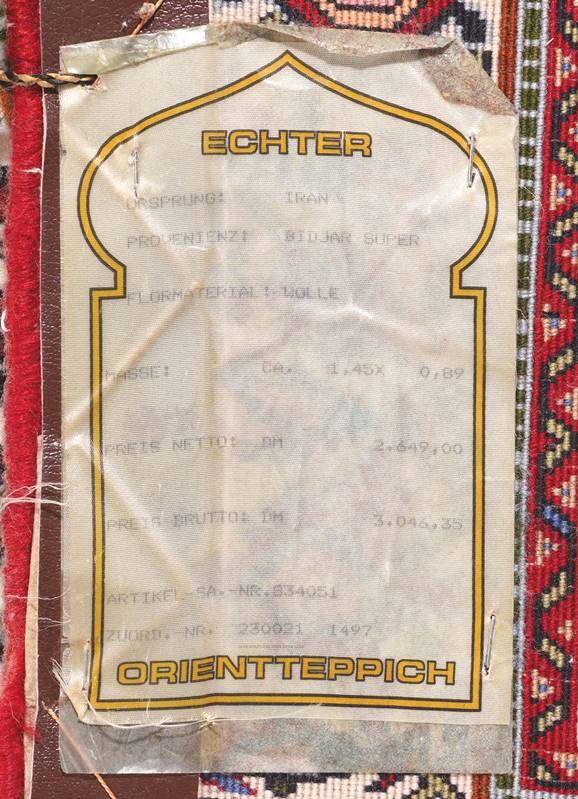 ECHTER
URSPRUNG: IRAN
PROVENIENZ: BIDJAR SUPER
FLORMATERIAL: WOLLE
MASSE: CA. 1,45X 0,89
PREIS NETTO: DM 2.649,00
PREIS BRUTTO: DM 3.046,35
ARTIKEL-SA.-NR.834051
ZUORD.-NR. 230021 1497
ORIENTTEPPICH